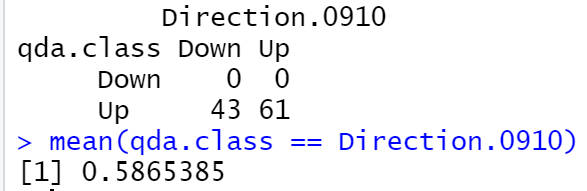 Direction.0910
qda.class Down Up
Down 0 0
Up 43 61
> mean(qda.class == Direction.0910)
[1] 0.5865385